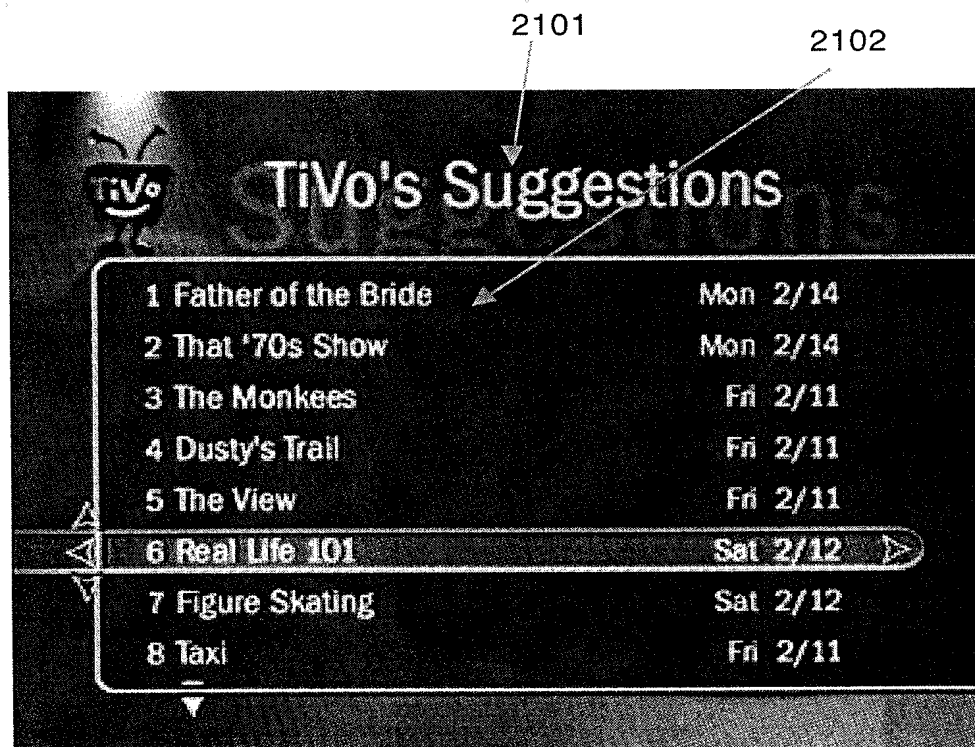 2101
2102
TiVo
TiVo's Suggestions
Suggestions
1 Father of the Bride Mon 2/14
2 That '70s Show Mon 2/14
3 The Monkees Fri 2/11
4 Dusty's Trail Fri 2/11
5 The View Fri 2/11
6 Real Life 101 Sat 2/12
7 Figure Skating Sat 2/12
8 Taxi Fri 2/11